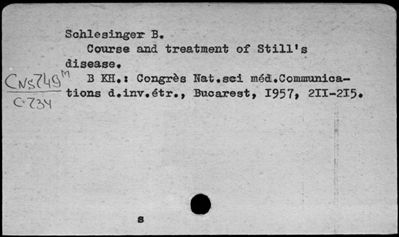 Schlesinger B.
Course and treatment of Still's
disease.
B KH.: Congrès Nat.sci méd.Communica-
tions d.inv.étr., Bucarest, 1957, 211-215.
C-734
s